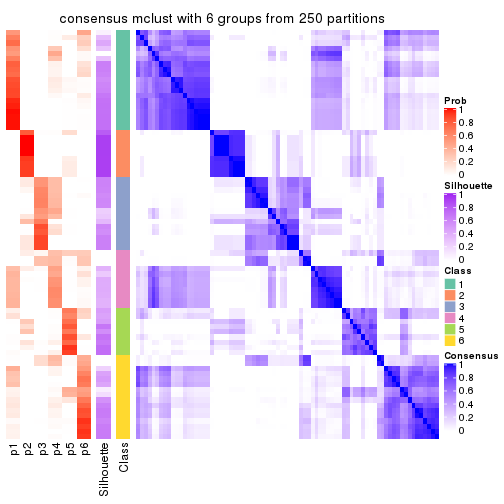 consensus mclust with 6 groups from 250 partitions
Prob
1
0.8
0.6
0.4
0.2
0
Silhouette
1
0.8
0.6
0.4
0.2
0
Class
1
2
3
4
5
6
Consensus
1
0.8
0.6
0.4
0.2
0
p1
p2
p3
p4
p5
p6
Silhouette
Class